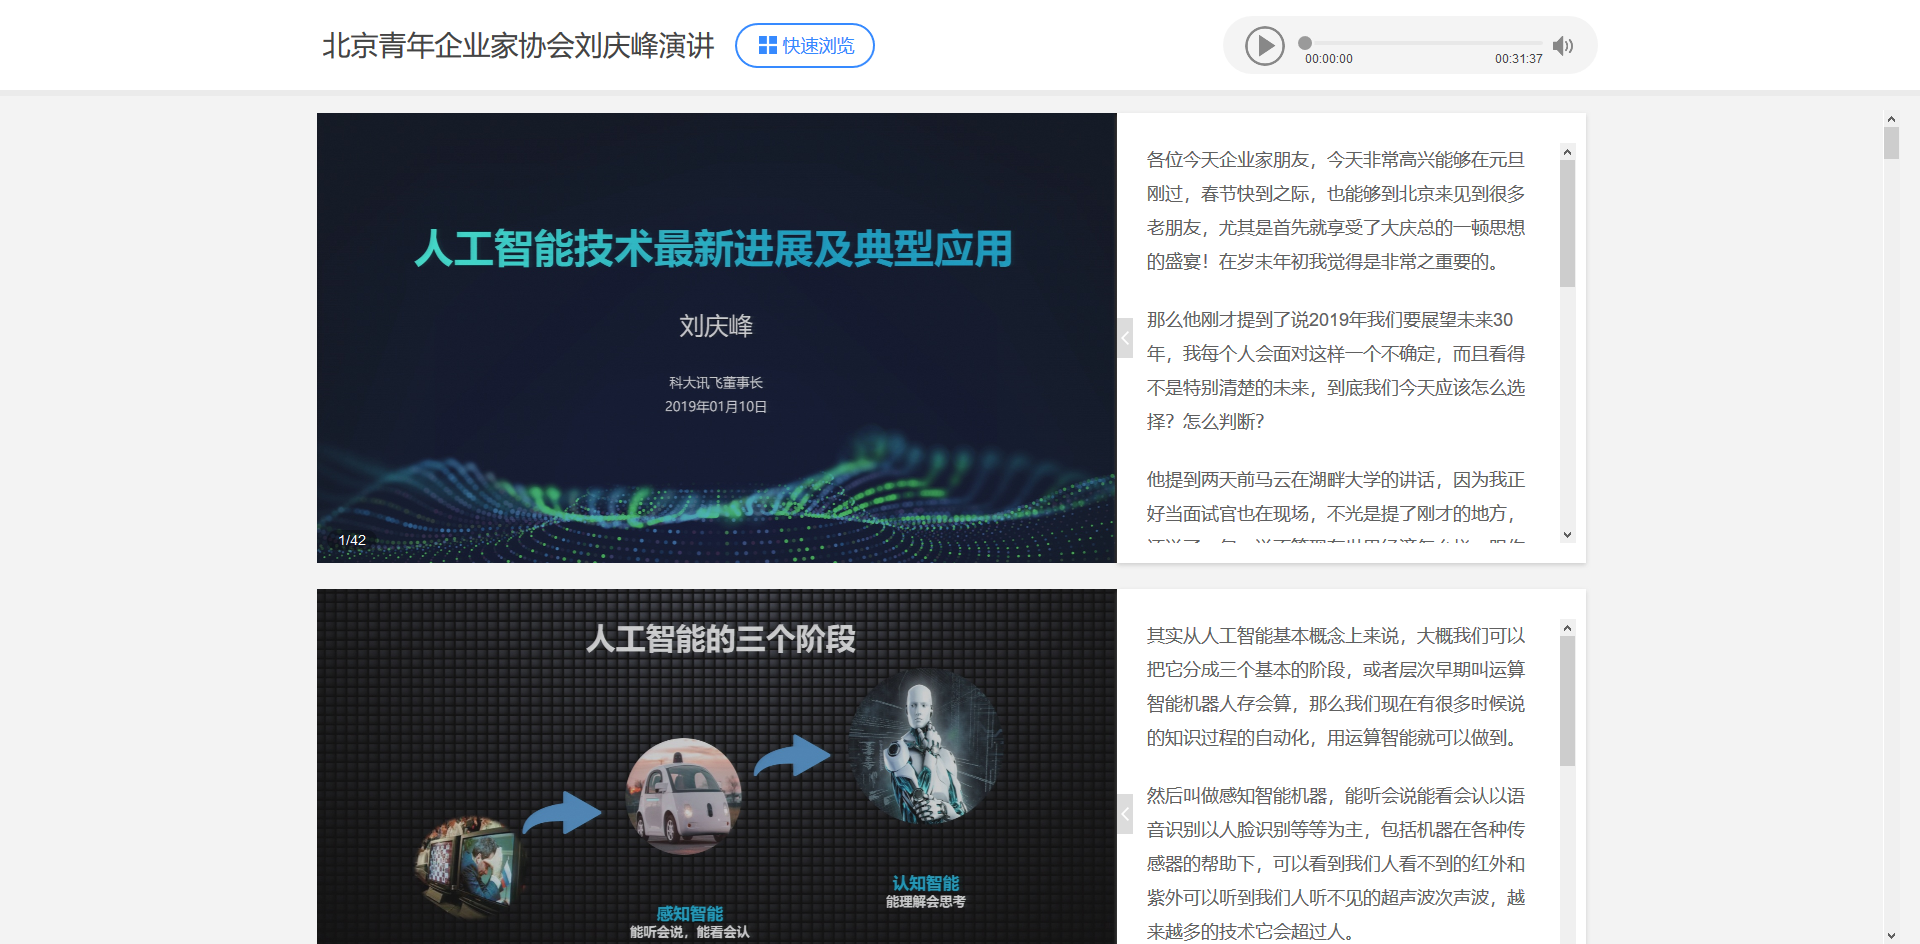 北京青年企业家协会刘庆峰演讲
快速浏览
00:00:00
00:31:37
人工智能技术最新进展及典型应用
刘庆峰
科大讯飞董事长
2019年01月10日
1/42
各位今天企业家朋友，今天非常高兴能够在元旦
刚过，春节快到之际，也能够到北京来见到很多
老朋友，尤其是首先就享受了大庆总的一顿思想
的盛宴！在岁末年初我觉得是非常之重要的。
那么他刚才提到了说2019年我们要展望未来30
年，我每个人会面对这样一个不确定，而且看得
不是特别清楚的未来，到底我们今天应该怎么选
择？怎么判断？
他提到两天前马云在湖畔大学的讲话，因为我正
好当面试官也在现场，不光是提了刚才的地方，
人工智能的三个阶段
感知智能
能听会说，能看会认
认知智能
能理解会思考
其实从人工智能基本概念上来说，大概我们可以
把它分成三个基本的阶段，或者层次早期叫运算
智能机器人存会算，那么我们现在有很多时候说
的知识过程的自动化，用运算智能就可以做到。
然后叫做感知智能机器，能听会说能看会认以语
音识别以人脸识别等等为主，包括机器在各种传
感器的帮助下，可以看到我们人看不到的红外和
紫外可以听到我们人听不见的超声波次声波，越
来越多的技术它会超过人。